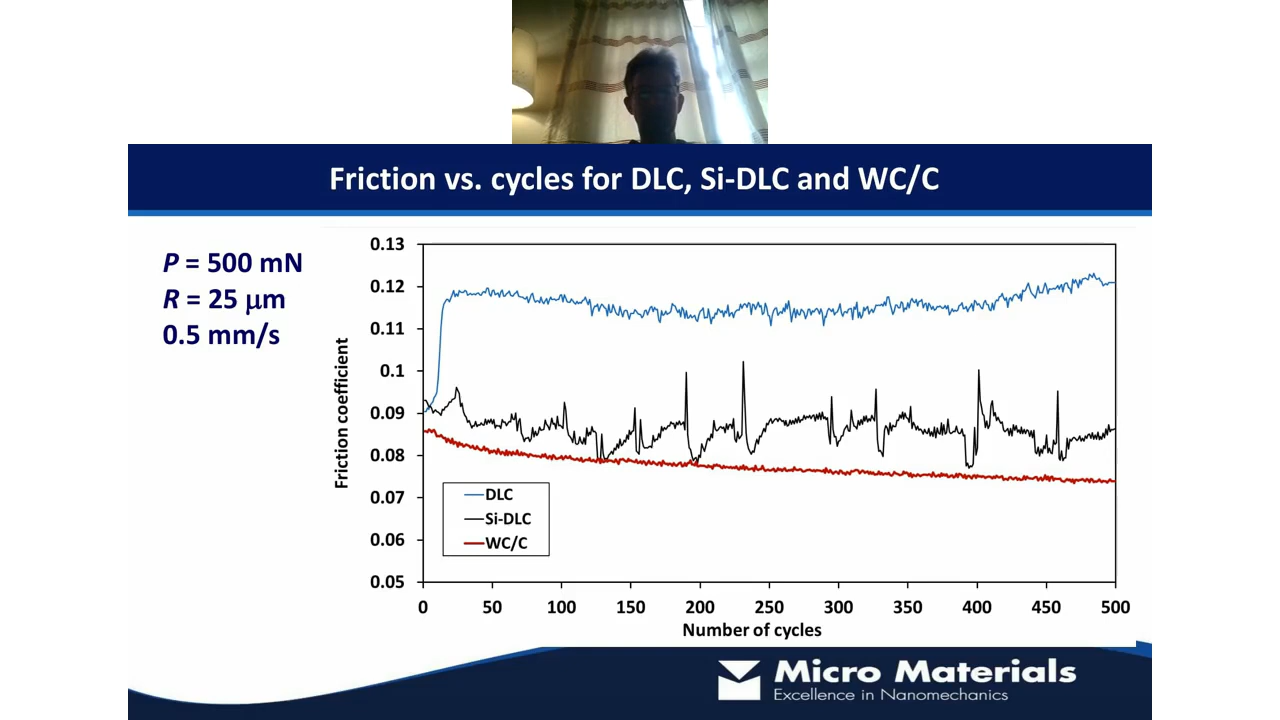 Friction vs. cycles for DLC, Si-DLC and WC/C
P = 500 mN
R = 25 μm
0.5 mm/s
Friction coefficient
0.13
0.12
0.11
0.1
0.09
0.08
0.07
0.06
0.05
DLC
Si-DLC
WC/C
0 50 100 150 200 250 300 350 400 450 500
Number of cycles
Micro Materials
Excellence in Nanomechanics